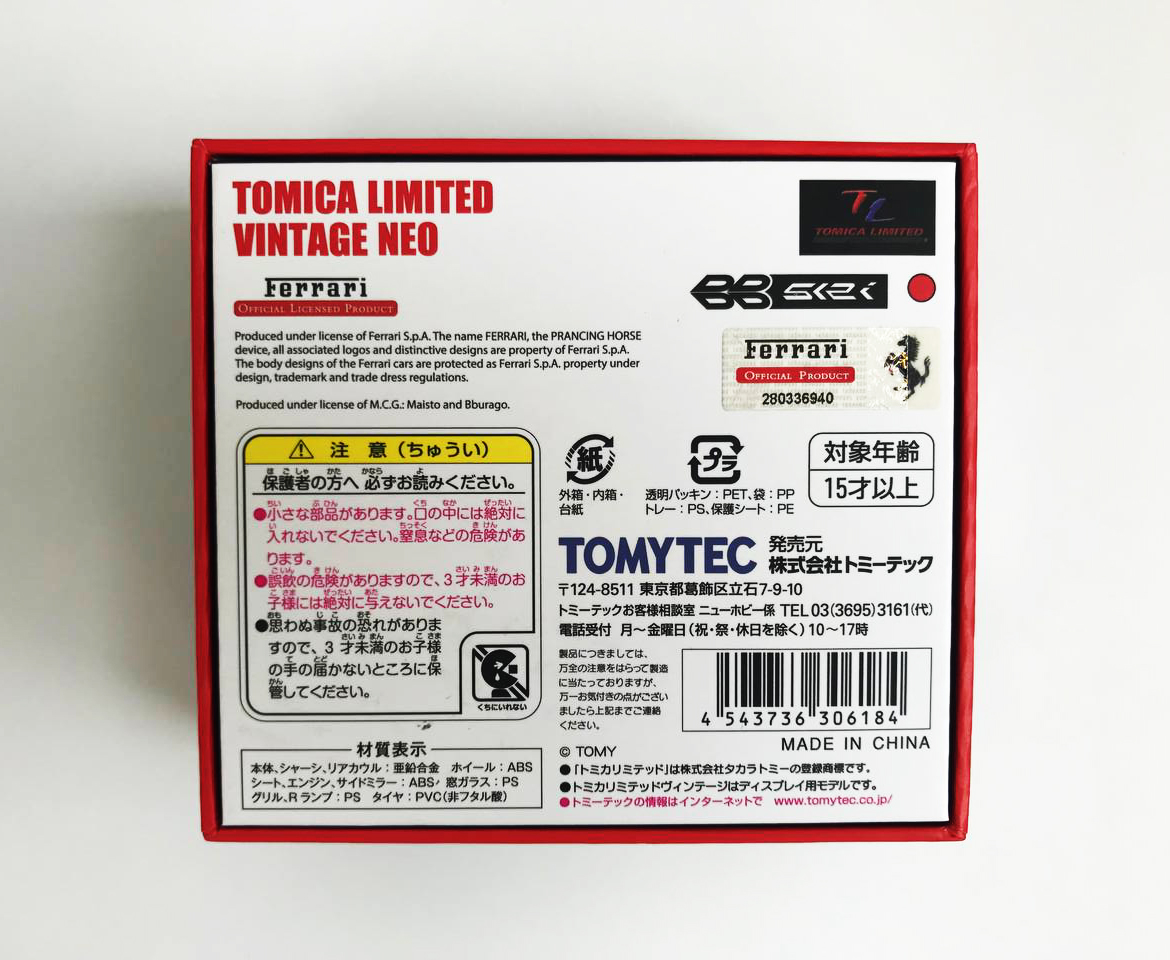 TOMICA LIMITED
VINTAGE NEO
TL
TOMICA LIMITED
Ferrari
OFFICIAL LICENSED PRODUCT
BB 512i
Produced under license of Ferrari S.p.A. The name FERRARI, the PRANCING HORSE
device, all associated logos and distinctive designs are property of Ferrari S.p.A.
The body designs of the Ferrari cars are protected as Ferrari S.p.A. property under
design, trademark and trade dress regulations.
Produced under license of M.C.G.: Maisto and Bburago.
Ferrari
OFFICIAL PRODUCT
280336940
注 意（ちゅうい）
保護者の方へ 必ずお読みください。
●小さな部品があります。口の中には絶対に
入れないでください。窒息などの危険があ
ります。
●誤飲の危険がありますので、3才未満のお
子様には絶対に与えないでください。
●思わぬ事故の恐れがありま
すので、3 才未満のお子様
の手の届かないところに保
管してください。
くちにいれない
紙
外箱・内箱・
台紙
プラ
透明パッキン：PET、袋：PP
トレー：PS、保護シート：PE
対象年齢
15才以上
TOMYTEC
発売元
株式会社トミーテック
〒124-8511 東京都葛飾区立石7-9-10
トミーテックお客様相談室 ニューホビー係 TEL 03(3695)3161(代)
電話受付 月～金曜日（祝・祭・休日を除く）10～17時
製品につきましては、
万全の注意をはらって製造
に当たっておりますが、
万一お気付きの点がござい
ましたら上記までご連絡
ください。
4 543736 306184
MADE IN CHINA
材質表示
本体、シャーシ、リアカウル：亜鉛合金 ホイール：ABS
シート、エンジン、サイドミラー：ABS 窓ガラス：PS
グリル、R ランプ：PS タイヤ：PVC（非フタル酸）
© TOMY
●「トミカリミテッド」は株式会社タカラトミーの登録商標です。
●トミカリミテッドヴィンテージはディスプレイ用モデルです。
●トミーテックの情報はインターネットで www.tomytec.co.jp/